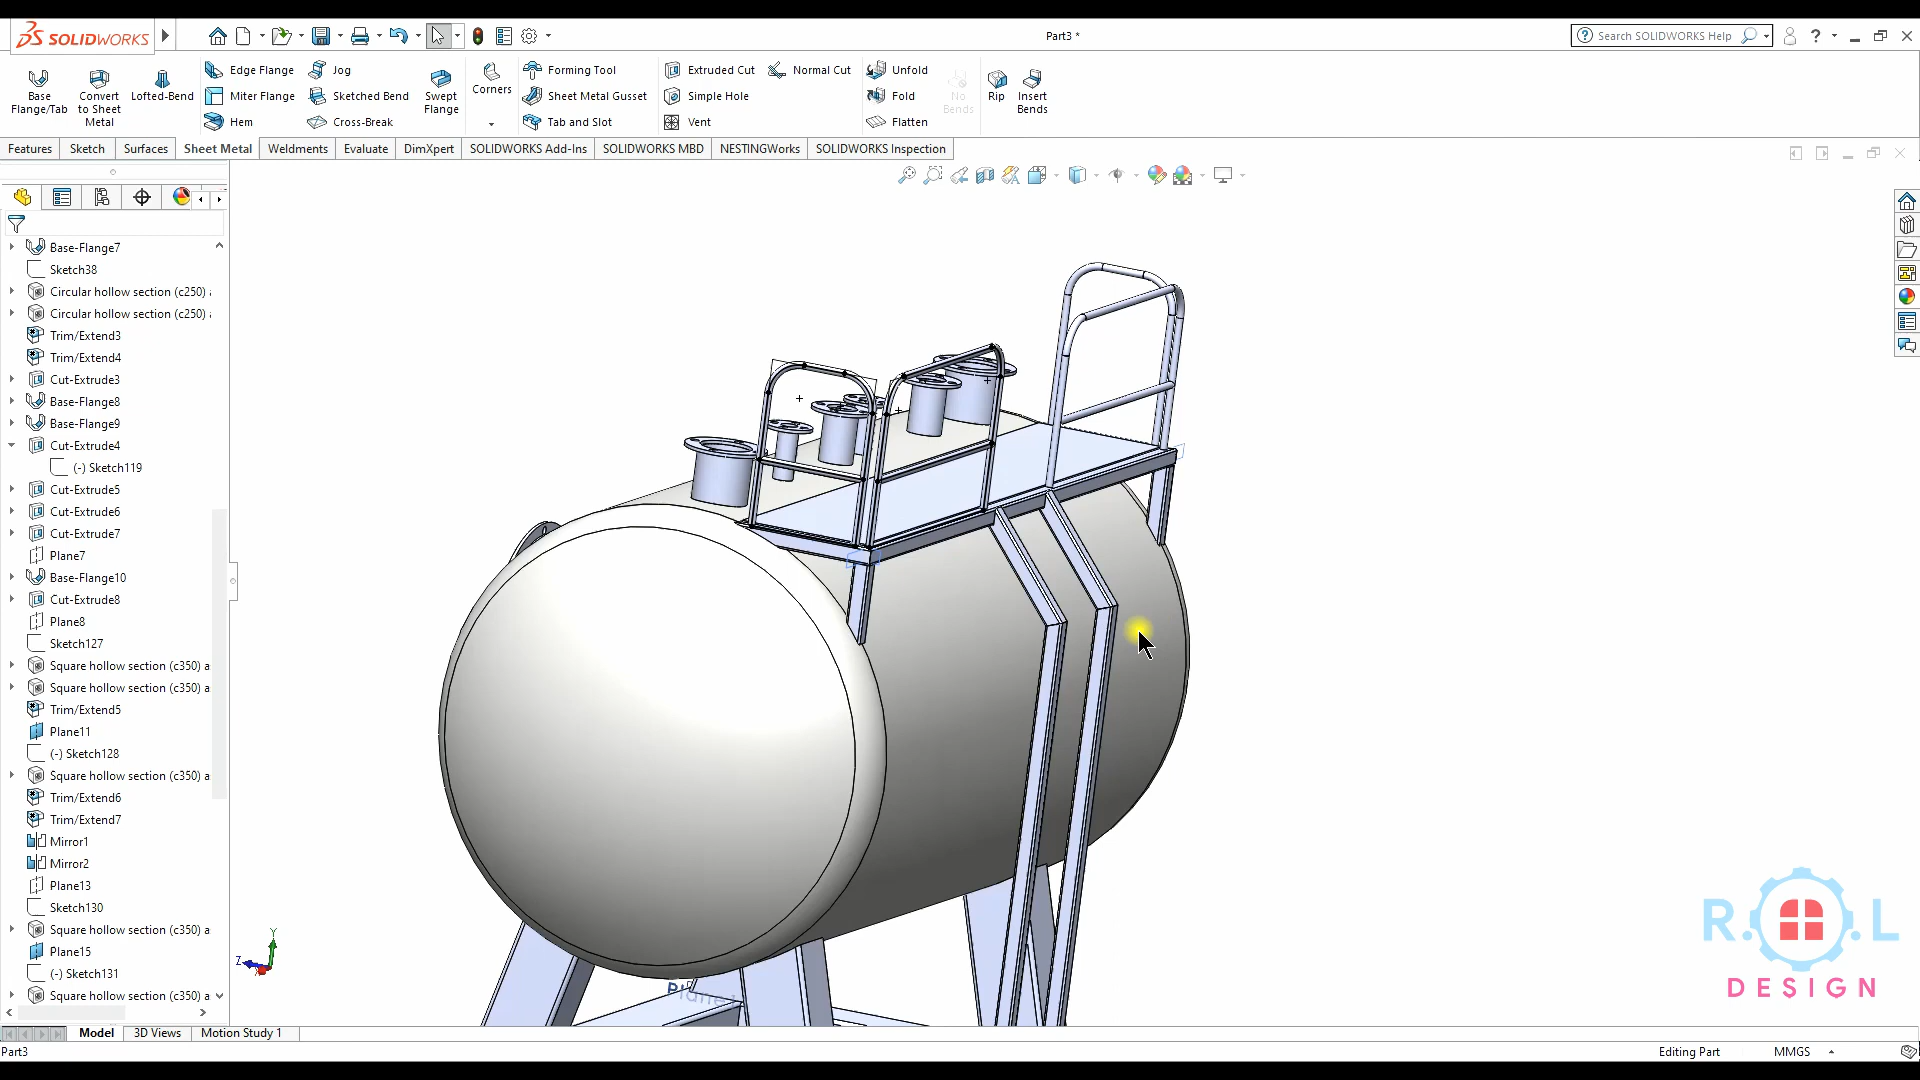 SOLIDWORKS
Part3 *
Search SOLIDWORKS Help
Base Flange/Tab
Convert to Sheet Metal
Lofted-Bend
Edge Flange
Miter Flange
Hem
Jog
Sketched Bend
Cross-Break
Swept Flange
Corners
Forming Tool
Sheet Metal Gusset
Tab and Slot
Extruded Cut
Simple Hole
Vent
Normal Cut
Unfold
Fold
Flatten
No Bends
Rip
Insert Bends
Features
Sketch
Surfaces
Sheet Metal
Weldments
Evaluate
DimXpert
SOLIDWORKS Add-Ins
SOLIDWORKS MBD
NESTINGWorks
SOLIDWORKS Inspection
Base-Flange7
Sketch38
Circular hollow section (c250)
Circular hollow section (c250)
Trim/Extend3
Trim/Extend4
Cut-Extrude3
Base-Flange8
Base-Flange9
Cut-Extrude4
(-) Sketch119
Cut-Extrude5
Cut-Extrude6
Cut-Extrude7
Plane7
Base-Flange10
Cut-Extrude8
Plane8
Sketch127
Square hollow section (c350) a
Square hollow section (c350) a
Trim/Extend5
Plane11
(-) Sketch128
Square hollow section (c350) a
Trim/Extend6
Trim/Extend7
Mirror1
Mirror2
Plane13
Sketch130
Square hollow section (c350) a
Plane15
(-) Sketch131
Square hollow section (c350) a
Y
Z
R.
.L
DESIGN
Model
3D Views
Motion Study 1
Part3
Editing Part
MMGS